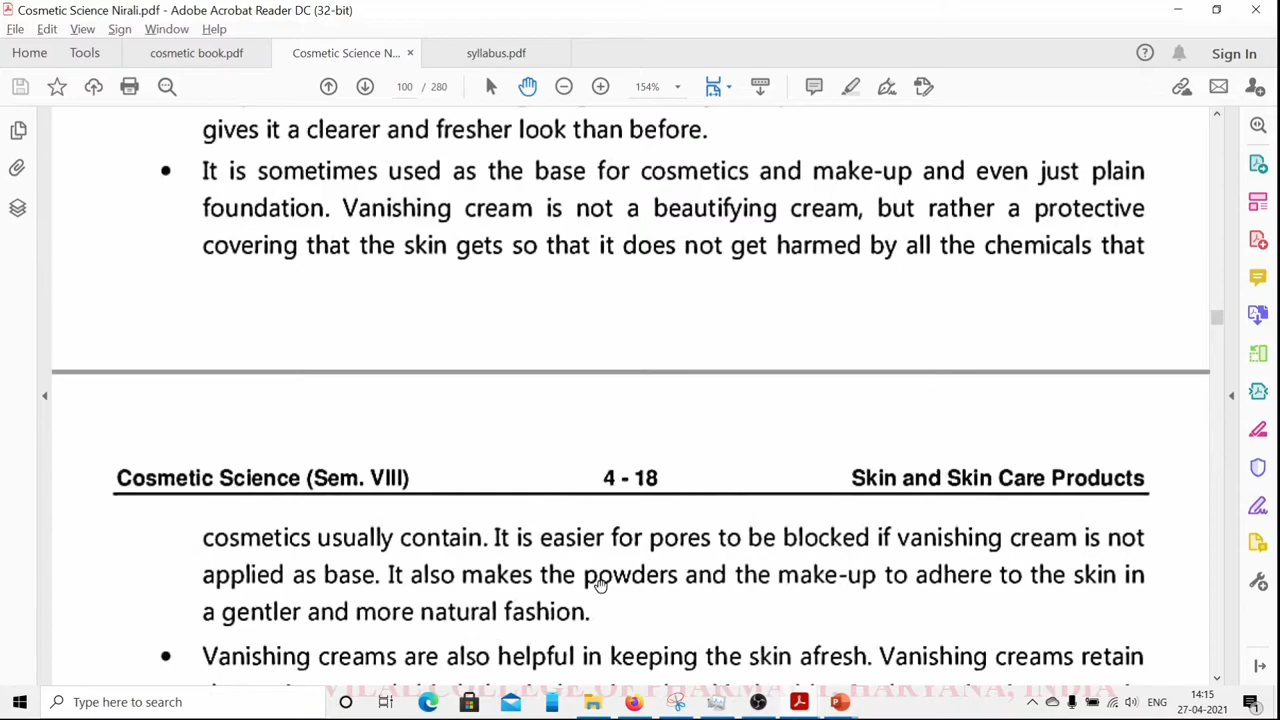 Cosmetic Science Nirali.pdf - Adobe Acrobat Reader DC (32-bit)
File Edit View Sign Window Help
Home Tools cosmetic book.pdf Cosmetic Science N... × syllabus.pdf Sign In
100 / 280 154%
gives it a clearer and fresher look than before.
• It is sometimes used as the base for cosmetics and make-up and even just plain
foundation. Vanishing cream is not a beautifying cream, but rather a protective
covering that the skin gets so that it does not get harmed by all the chemicals that
Cosmetic Science (Sem. VIII) 4 - 18 Skin and Skin Care Products
cosmetics usually contain. It is easier for pores to be blocked if vanishing cream is not
applied as base. It also makes the powders and the make-up to adhere to the skin in
a gentler and more natural fashion.
• Vanishing creams are also helpful in keeping the skin afresh. Vanishing creams retain
Type here to search
ENG
14:15
27-04-2021